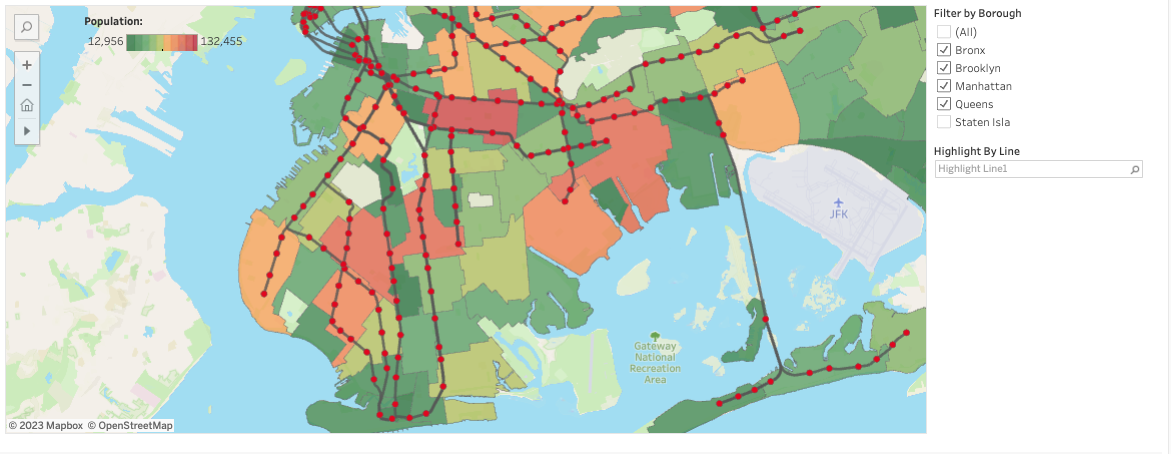 Population:
12,956 132,455
JFK
Gateway
National
Recreation
Area
© 2023 Mapbox © OpenStreetMap
Filter by Borough
(All)
Bronx
Brooklyn
Manhattan
Queens
Staten Isla
Highlight By Line
Highlight Line1